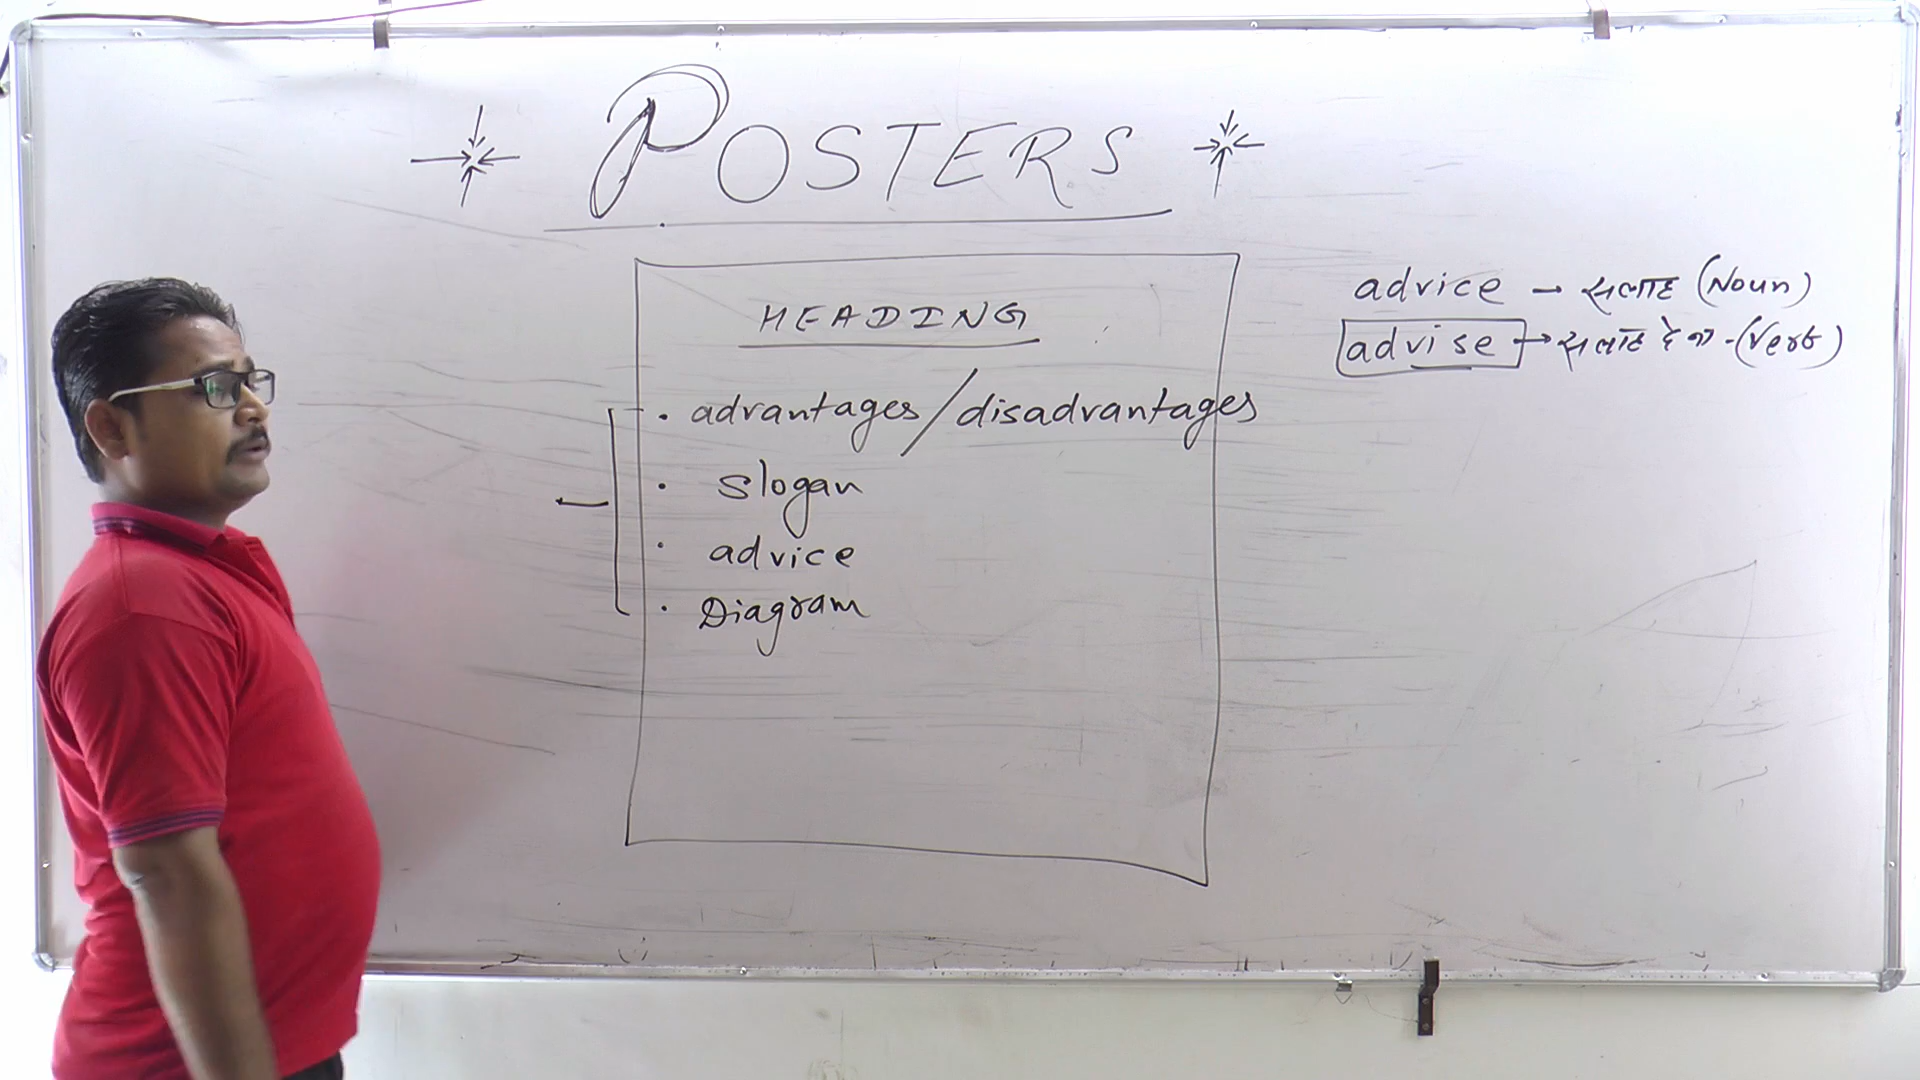 POSTERS
HEADING
• advantages/disadvantages
• slogan
• advice
• Diagram
advice → सलाह (Noun)
advise → सलाह देना - (Verb)